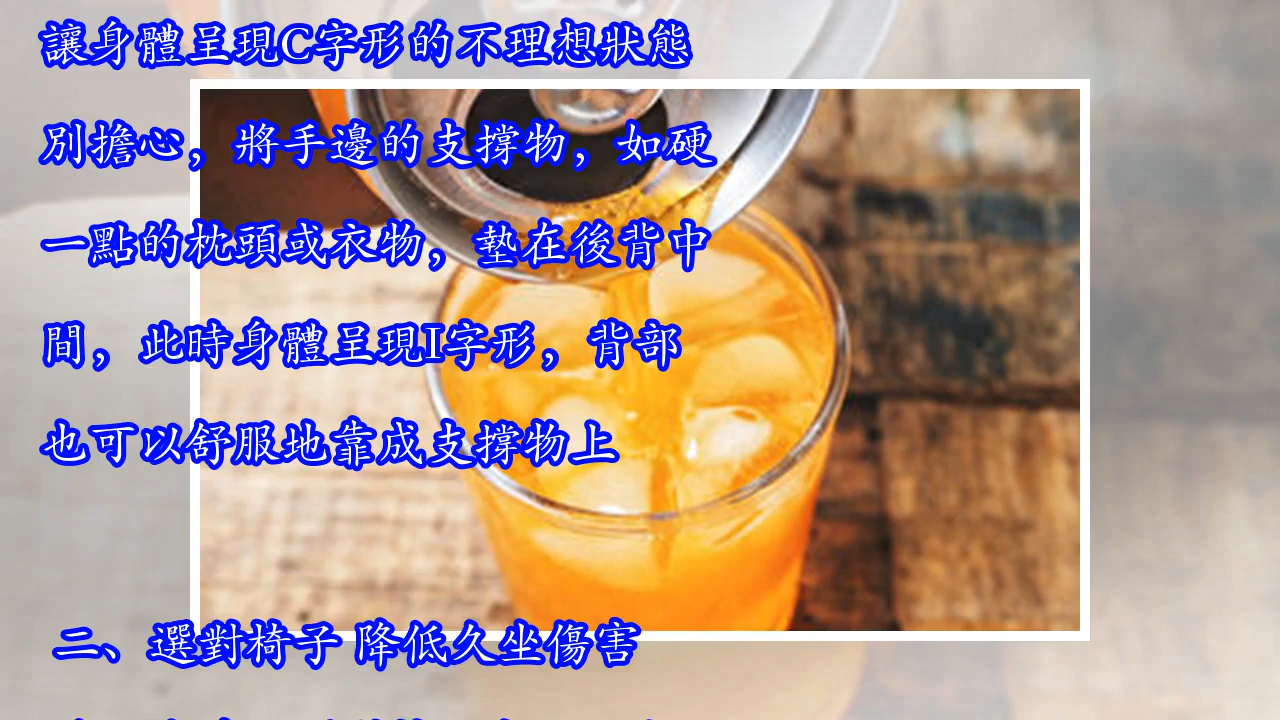 讓身體呈現C字形的不理想狀態
別擔心，將手邊的支撐物，如硬
一點的枕頭或衣物，墊在後背中
間，此時身體呈現I字形，背部
也可以舒服地靠成支撐物上
二、選對椅子 降低久坐傷害